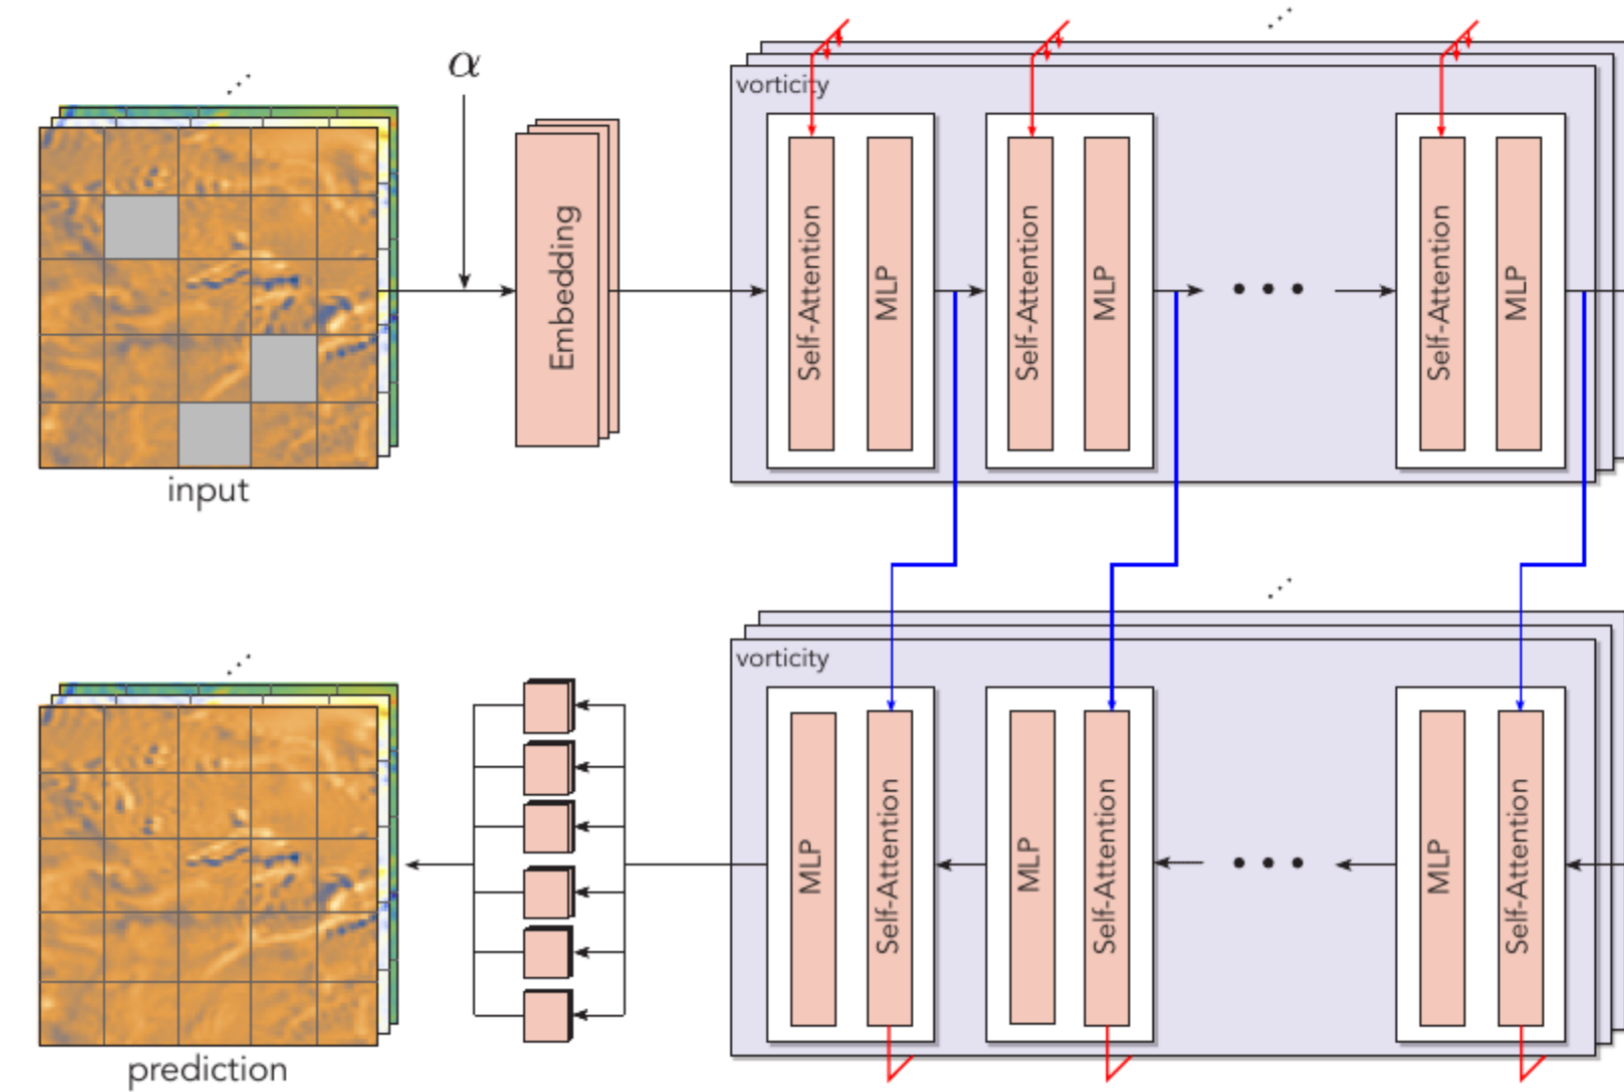 α
vorticity
Embedding
Self-Attention
MLP
Self-Attention
MLP
Self-Attention
MLP
input
vorticity
MLP
Self-Attention
MLP
Self-Attention
MLP
Self-Attention
prediction